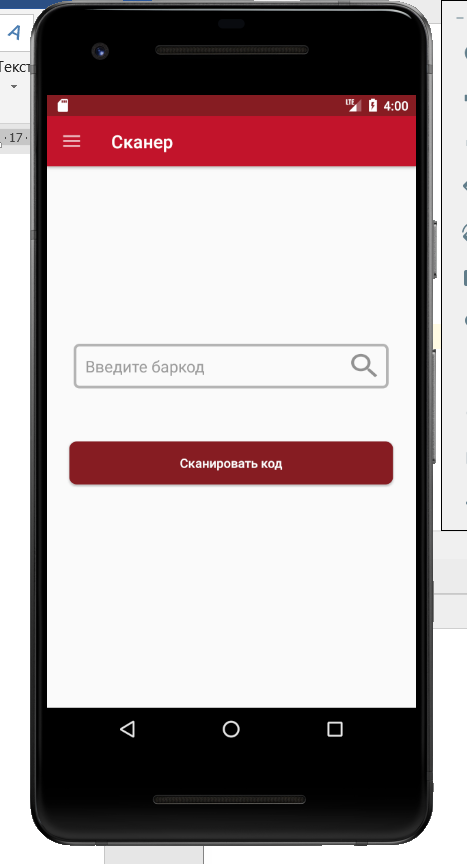 Текст
17
LTE
4:00
Сканер
Введите баркод
Сканировать код